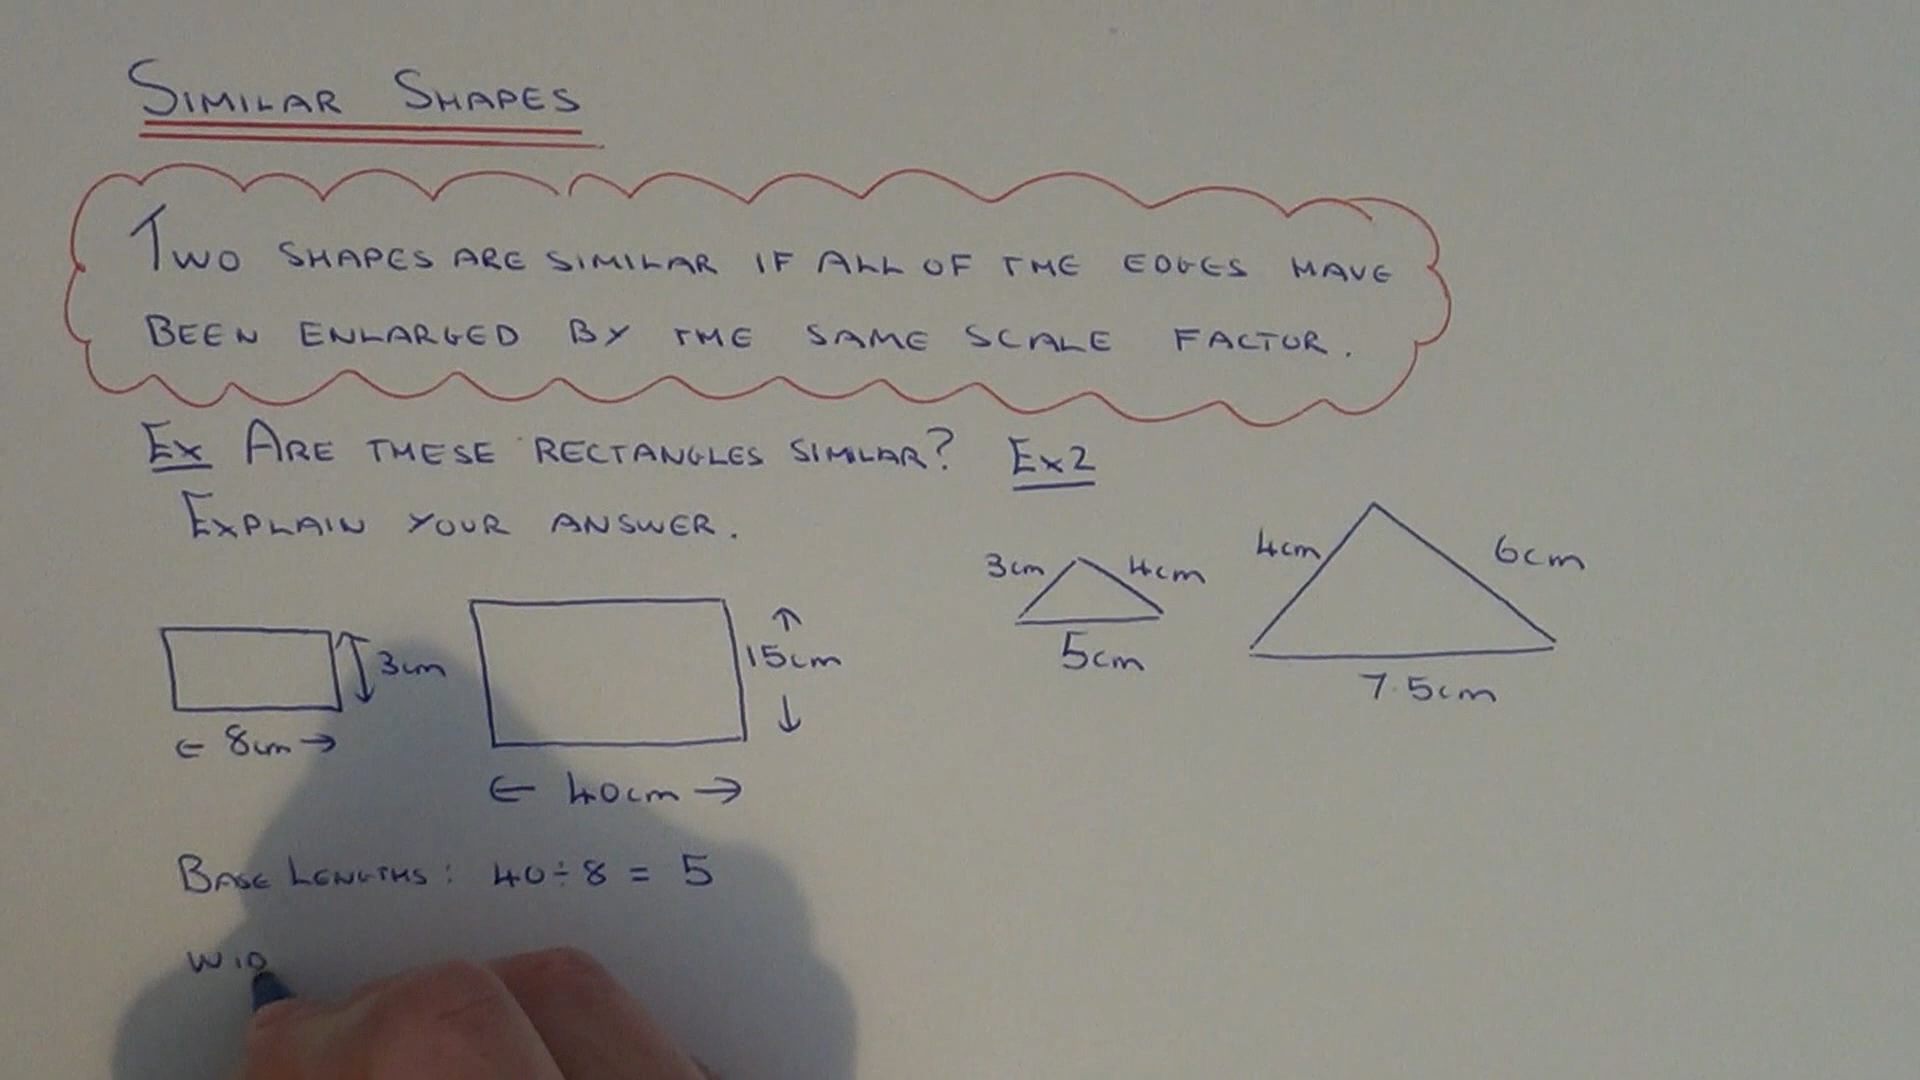 SIMILAR SHAPES
TWO SHAPES ARE SIMILAR IF ALL OF THE EDGES HAVE
BEEN ENLARGED BY THE SAME SCALE FACTOR.
EX ARE THESE RECTANGLES SIMILAR?
EXPLAIN YOUR ANSWER.
3cm
8cm
15cm
40cm
BASE LENGTHS: 40÷8 = 5
WID
EX2
3cm 4cm
5cm
4cm 6cm
7.5cm